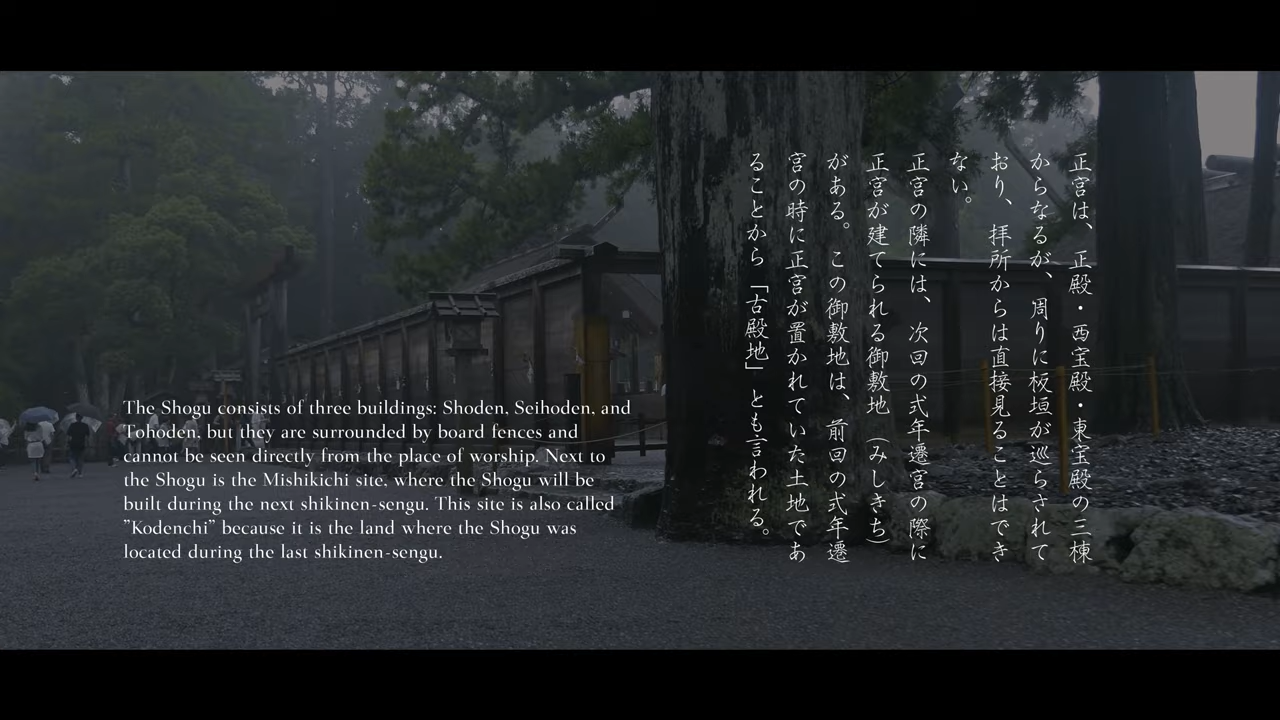 The Shogu consists of three buildings: Shoden, Seihoden, and
Tohoden, but they are surrounded by board fences and
cannot be seen directly from the place of worship. Next to
the Shogu is the Mishikichi site, where the Shogu will be
built during the next shikinen-sengu. This site is also called
”Kodenchi” because it is the land where the Shogu was
located during the last shikinen-sengu.
正宮は、正殿・西宝殿・東宝殿の三棟
からなるが、周りに板垣が巡らされて
おり、拝所からは直接見ることはでき
ない。
正宮の隣には、次回の式年遷宮の際に
正宮が建てられる御敷地（みしきち）
がある。この御敷地は、前回の式年遷
宮の時に正宮が置かれていた土地であ
ることから「古殿地」とも言われる。